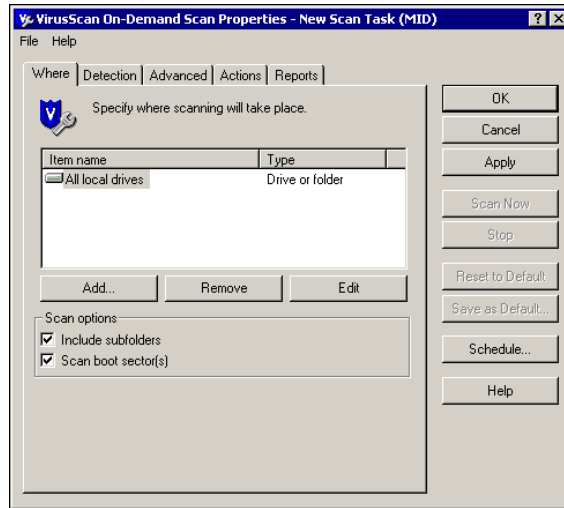 VirusScan On-Demand Scan Properties - New Scan Task (MID)
File Help
Where Detection Advanced Actions Reports
Specify where scanning will take place.
Item name Type
All local drives Drive or folder
Add... Remove Edit
Scan options
Include subfolders
Scan boot sector(s)
OK
Cancel
Apply
Scan Now
Stop
Reset to Default
Save as Default...
Schedule...
Help